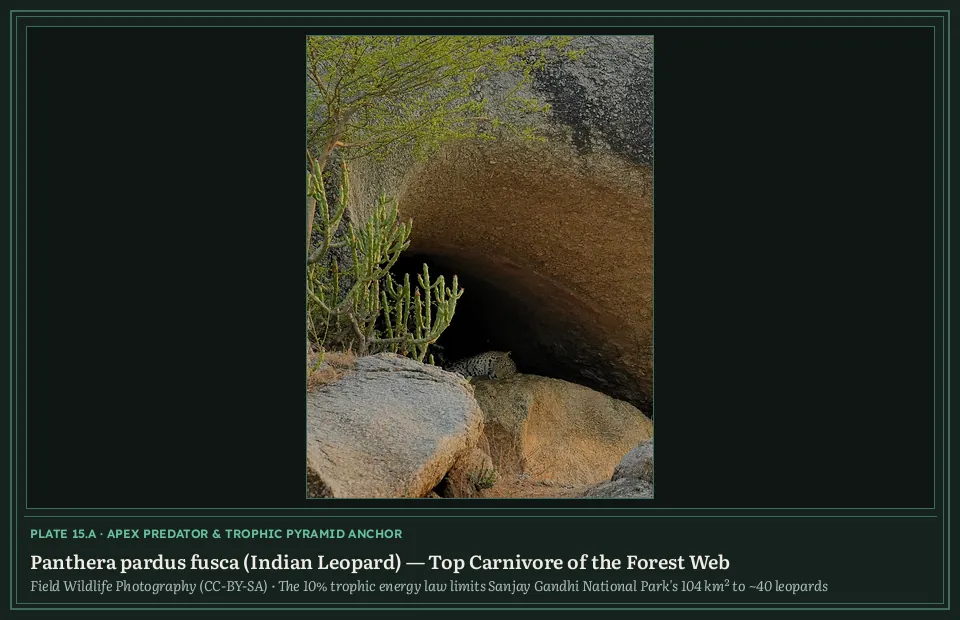 PLATE 15.A · APEX PREDATOR & TROPHIC PYRAMID ANCHOR
Panthera pardus fusca (Indian Leopard) — Top Carnivore of the Forest Web
Field Wildlife Photography (CC-BY-SA) · The 10% trophic energy law limits Sanjay Gandhi National Park's 104 km² to ~40 leopards